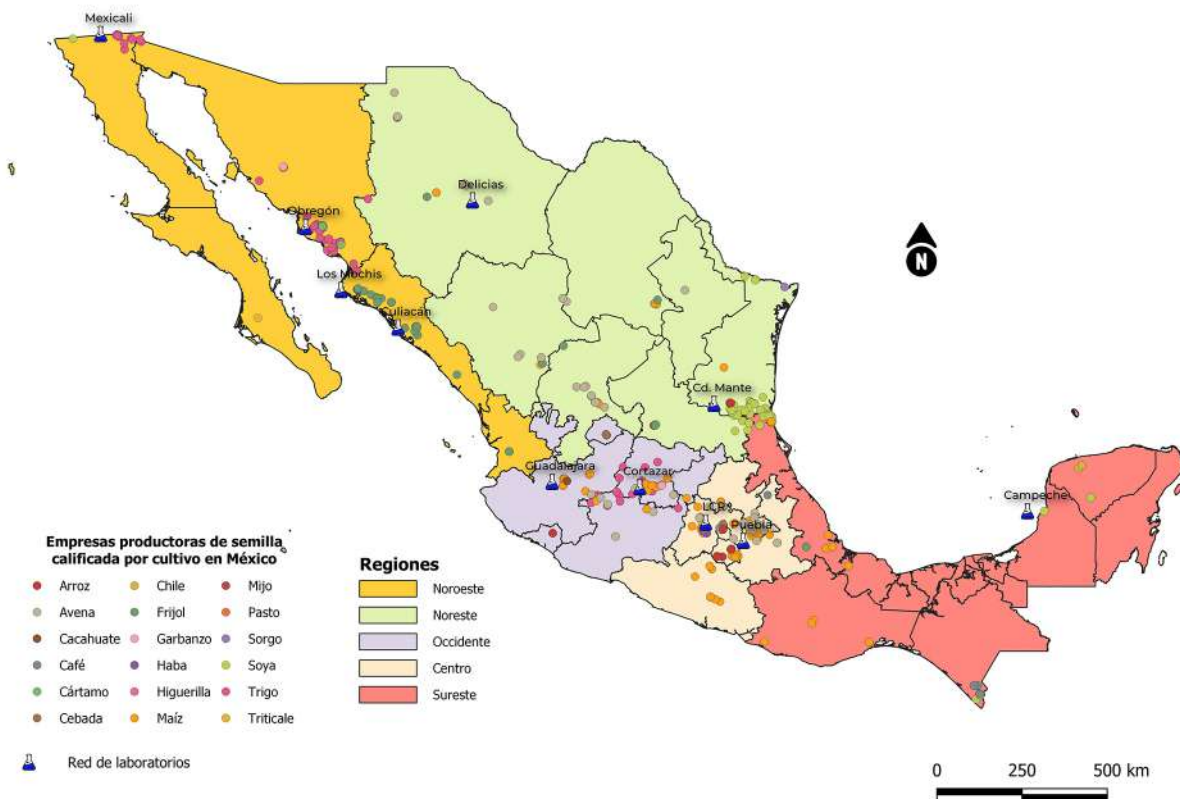 Mexicali
Delicias
Obregón
N
Los Mochis
Culiacán
Cd. Mante
Guadalajara
Cortazar
Campeche
LCRS
Puebla
Empresas productoras de semilla
calificada por cultivo en México
Arroz
Avena
Cacahuate
Café
Cártamo
Cebada
Chile
Frijol
Garbanzo
Haba
Higuerilla
Maíz
Mijo
Pasto
Sorgo
Soya
Trigo
Triticale
Red de laboratorios
Regiones
Noroeste
Noreste
Occidente
Centro
Sureste
0 250 500 km